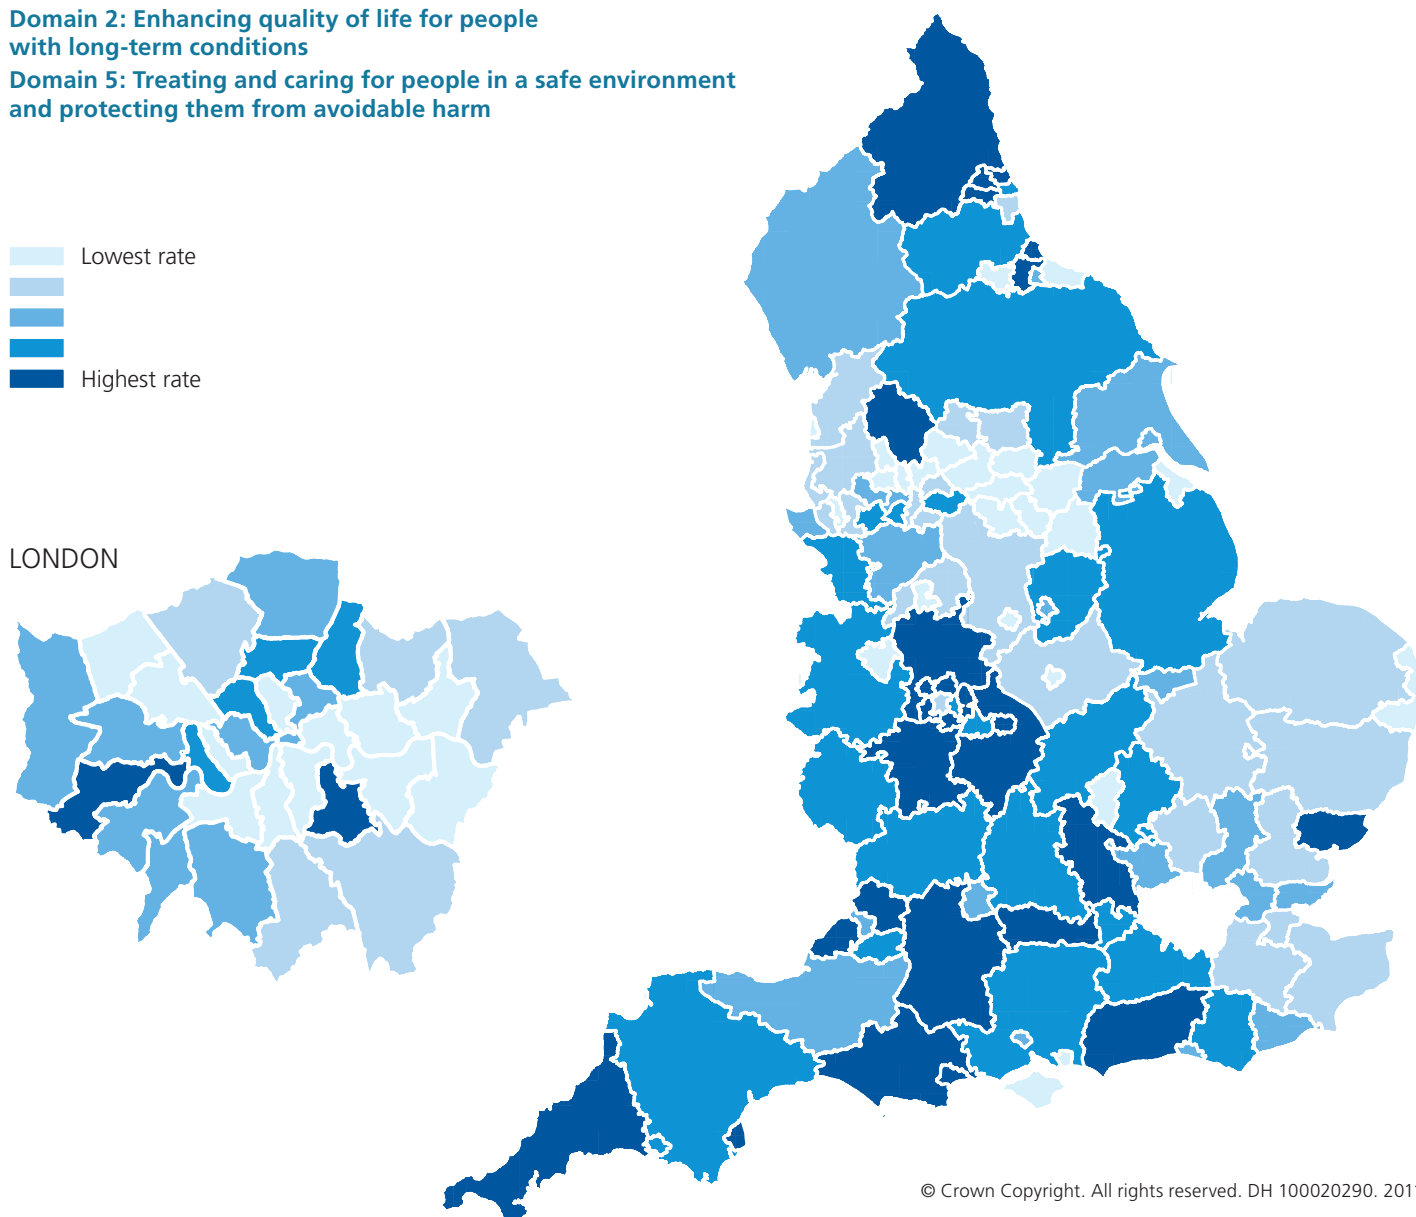 Domain 2: Enhancing quality of life for people
with long-term conditions
Domain 5: Treating and caring for people in a safe environment
and protecting them from avoidable harm
Lowest rate
Highest rate
LONDON
© Crown Copyright. All rights reserved. DH 100020290. 201